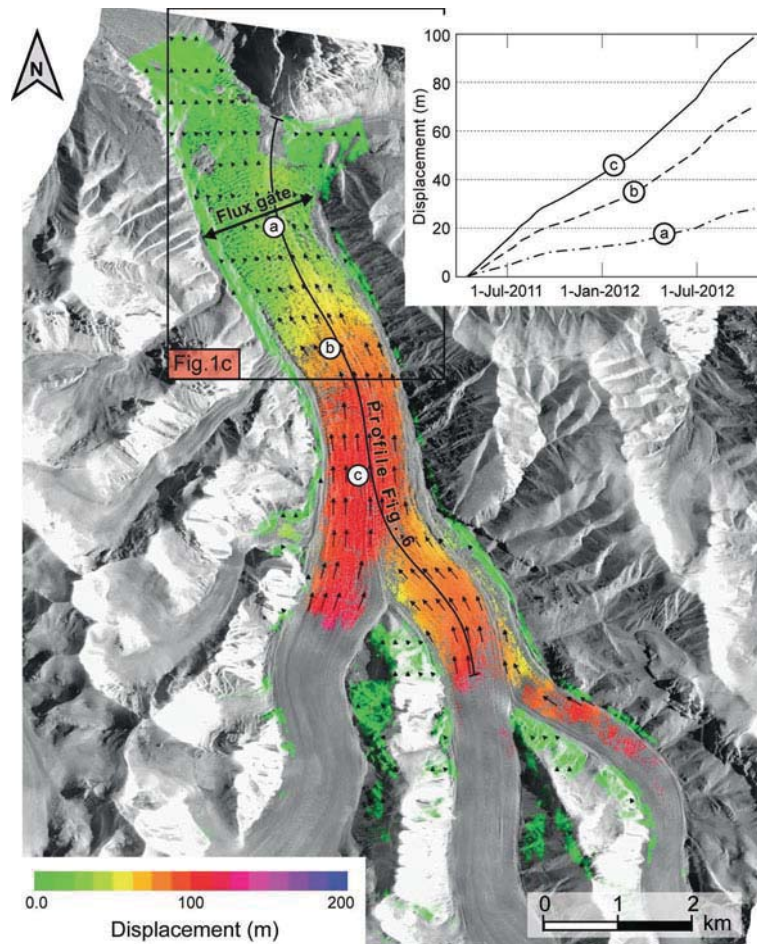 N
Displacememt (m)
100
80
60
40
20
0
c
b
a
1-Jul-2011
1-Jan-2012
1-Jul-2012
Flux gate
a
b
Fig.1c
Profile Fig. 6
c
0.0
100
200
Displacement (m)
0 1 2
km